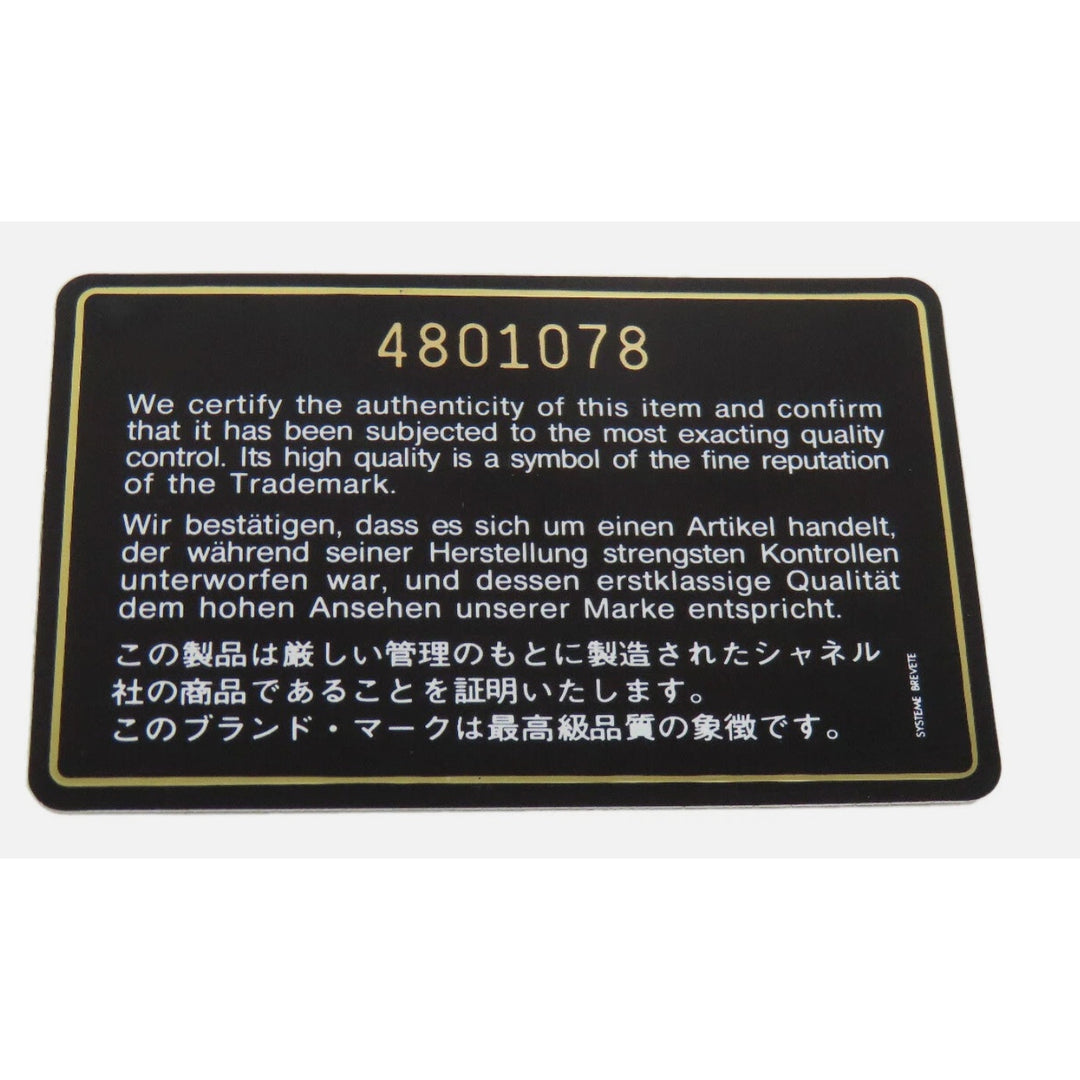 4801078
We certify the authenticity of this item and confirm
that it has been subjected to the most exacting quality
control. Its high quality is a symbol of the fine reputation
of the Trademark.
Wir bestätigen, dass es sich um einen Artikel handelt,
der während seiner Herstellung strengsten Kontrollen
unterworfen war, und dessen erstklassige Qualität
dem hohen Ansehen unserer Marke entspricht.
この製品は厳しい管理のもとに製造されたシャネル
社の商品であることを証明いたします。
このブランド・マークは最高級品質の象徴です。
SYSTEME BREVETE